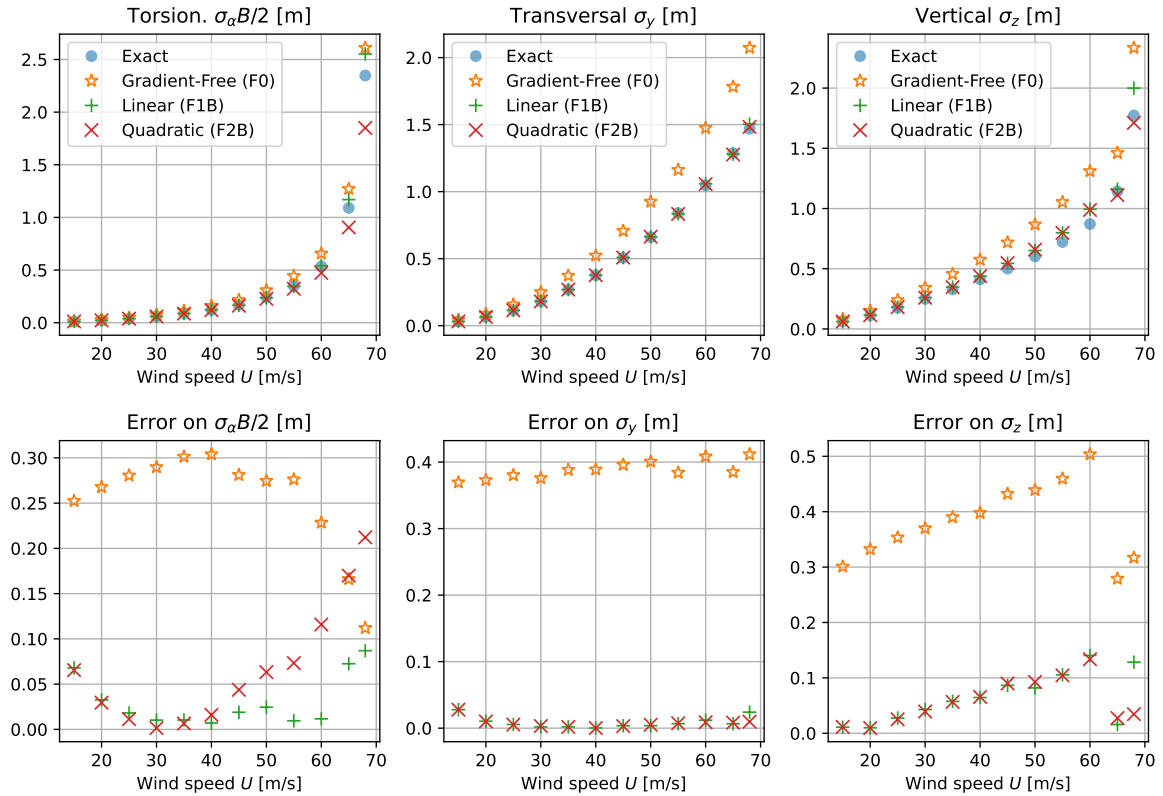 Torsion. σ_αB/2 [m]
Exact
Gradient-Free (F0)
Linear (F1B)
Quadratic (F2B)
2.5
2.0
1.5
1.0
0.5
0.0
20 30 40 50 60 70
Wind speed U [m/s]
Transversal σ_y [m]
Exact
Gradient-Free (F0)
Linear (F1B)
Quadratic (F2B)
2.0
1.5
1.0
0.5
0.0
20 30 40 50 60 70
Wind speed U [m/s]
Vertical σ_z [m]
Exact
Gradient-Free (F0)
Linear (F1B)
Quadratic (F2B)
2.0
1.5
1.0
0.5
0.0
20 30 40 50 60 70
Wind speed U [m/s]
Error on σ_αB/2 [m]
0.30
0.25
0.20
0.15
0.10
0.05
0.00
20 30 40 50 60 70
Wind speed U [m/s]
Error on σ_y [m]
0.4
0.3
0.2
0.1
0.0
20 30 40 50 60 70
Wind speed U [m/s]
Error on σ_z [m]
0.5
0.4
0.3
0.2
0.1
0.0
20 30 40 50 60 70
Wind speed U [m/s]